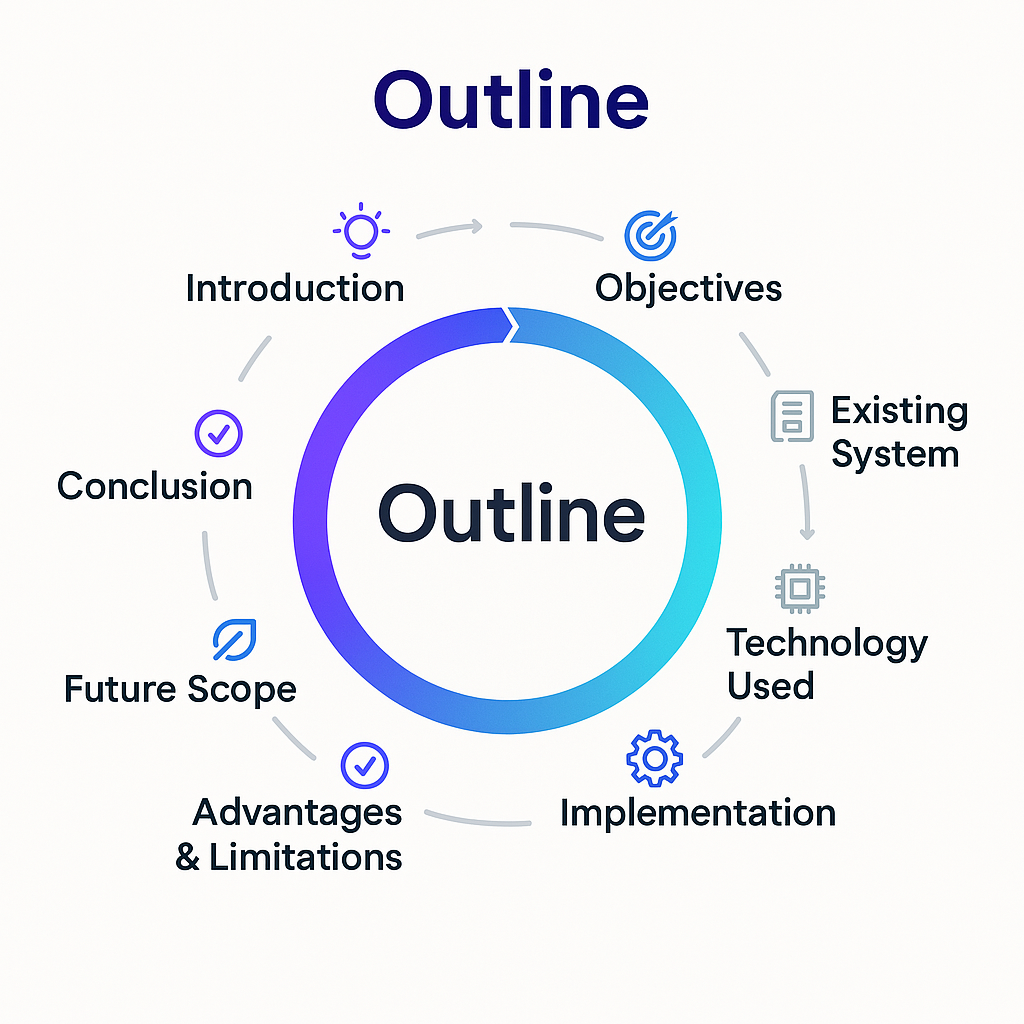 Outline
Introduction
Objectives
Existing
System
Technology
Used
Implementation
Advantages
& Limitations
Future Scope
Conclusion
Outline